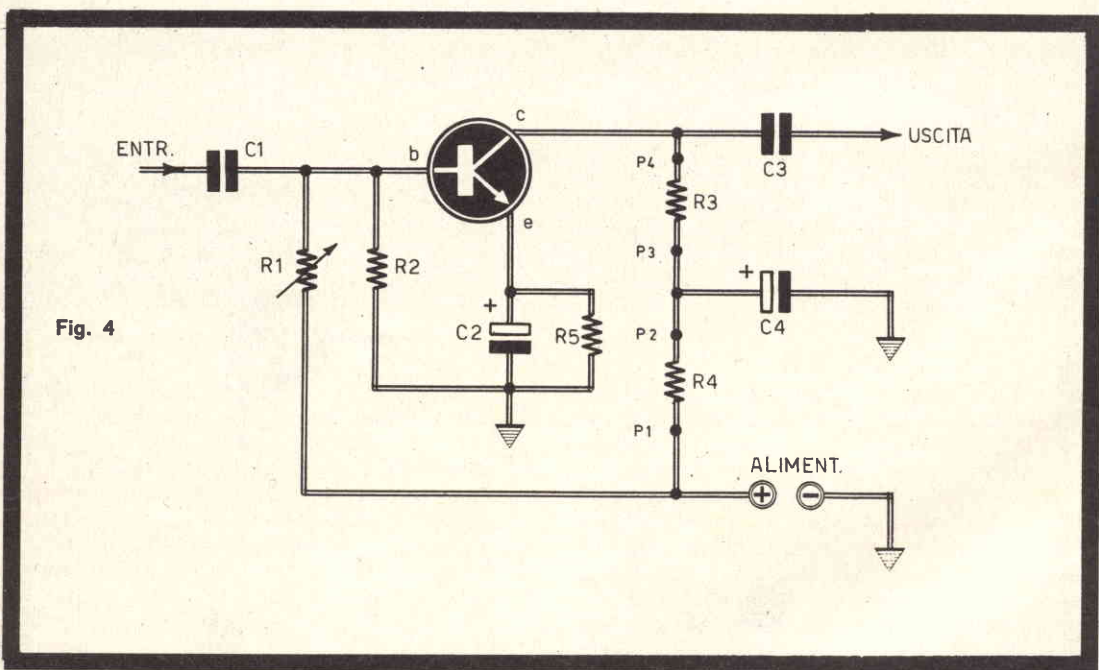 c
ENTR.
C1
b
P4
C3
USCITA
R3
e
P3
R1
R2
+
C4
Fig. 4
+
C2
R5
P2
R4
P1
ALIMENT.
+ −